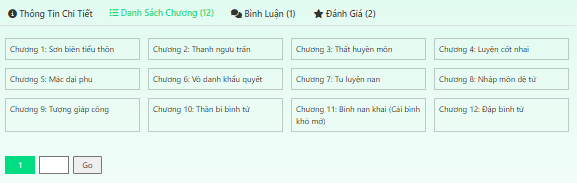 Thông Tin Chi Tiết Danh Sách Chương (12) Bình Luận (1) Đánh Giá (2)
Chương 1: Sơn biên tiểu thôn Chương 2: Thanh ngưu trấn Chương 3: Thất huyền môn Chương 4: Luyện cốt nhai
Chương 5: Mặc đại phu Chương 6: Vô danh khẩu quyết Chương 7: Tu luyện nan Chương 8: Nhập môn đệ tử
Chương 9: Tượng giáp công Chương 10: Thần bí bình tử Chương 11: Bình nan khai (Cái bình Chương 12: Đập bình tử
khó mở)
1 Go